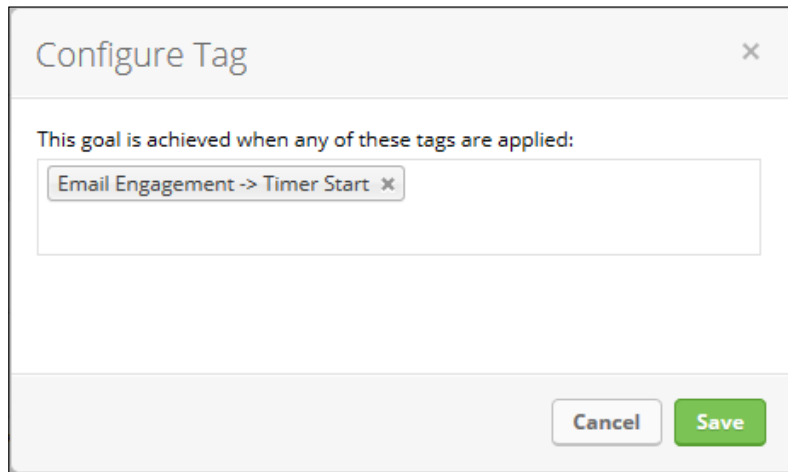 Configure Tag
This goal is achieved when any of these tags are applied:
Email Engagement -> Timer Start
Cancel
Save